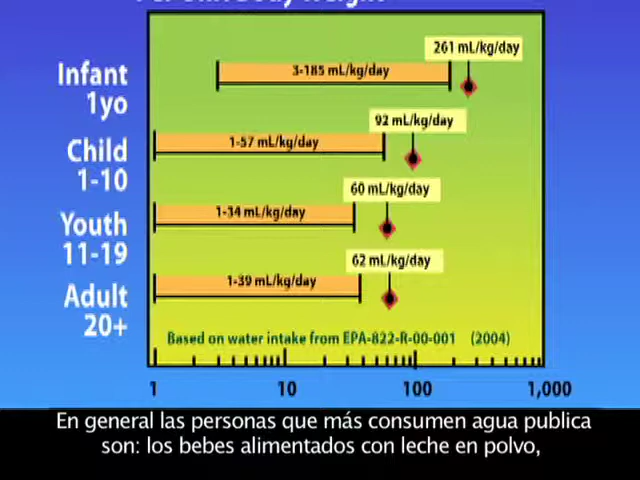 261 mL/kg/day
Infant
1yo
3-185 mL/kg/day
92 mL/kg/day
Child
1-10
1-57 mL/kg/day
60 mL/kg/day
Youth
11-19
1-34 mL/kg/day
62 mL/kg/day
Adult
20+
1-39 mL/kg/day
Based on water intake from EPA-822-R-00-001 (2004)
1 10 100 1,000
En general las personas que más consumen agua publica
son: los bebes alimentados con leche en polvo,